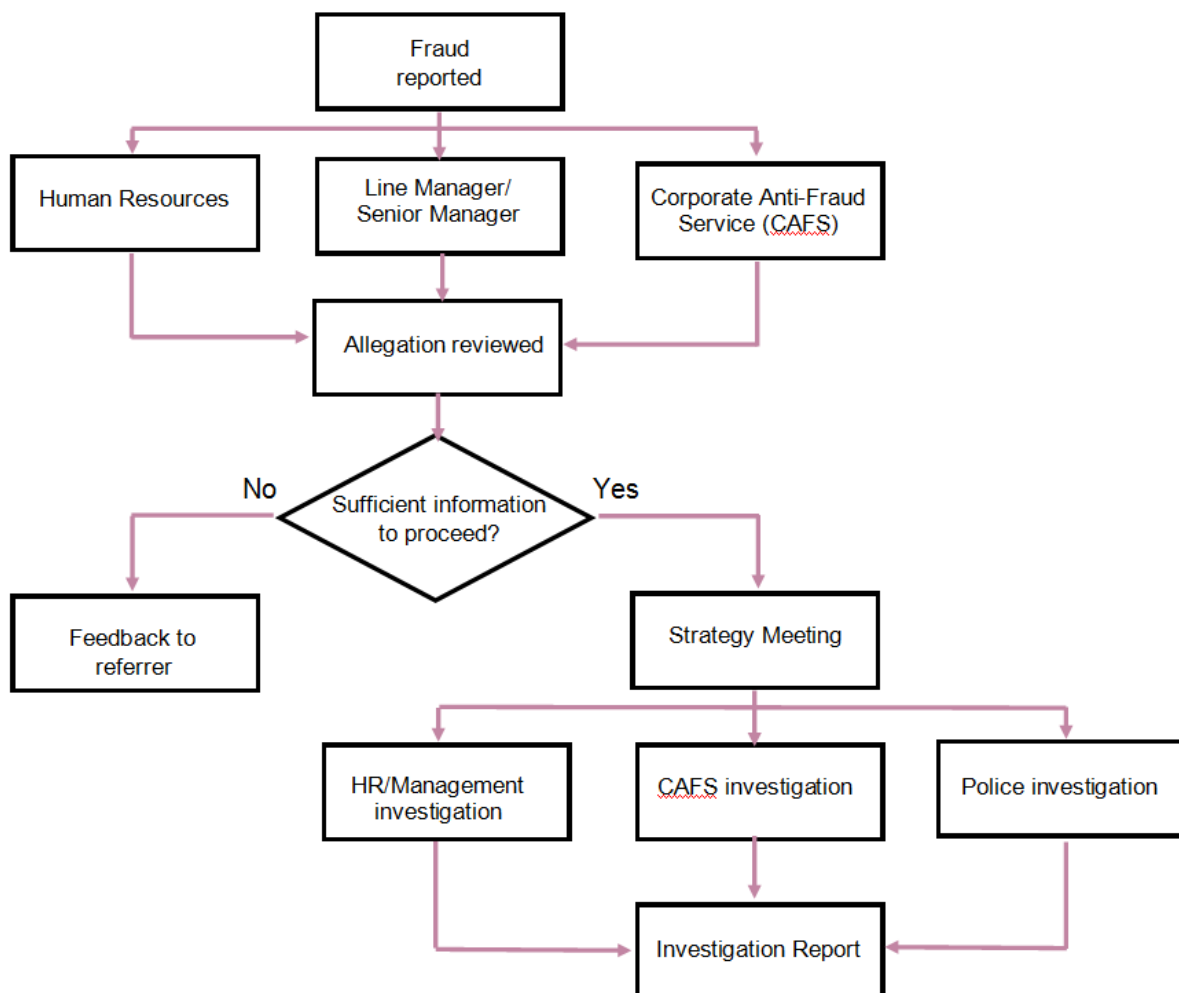 Fraud
reported
Human Resources
Line Manager/
Senior Manager
Corporate Anti-Fraud
Service (CAFS)
Allegation reviewed
No
Yes
Sufficient information
to proceed?
Feedback to
referrer
Strategy Meeting
HR/Management
investigation
CAFS investigation
Police investigation
Investigation Report